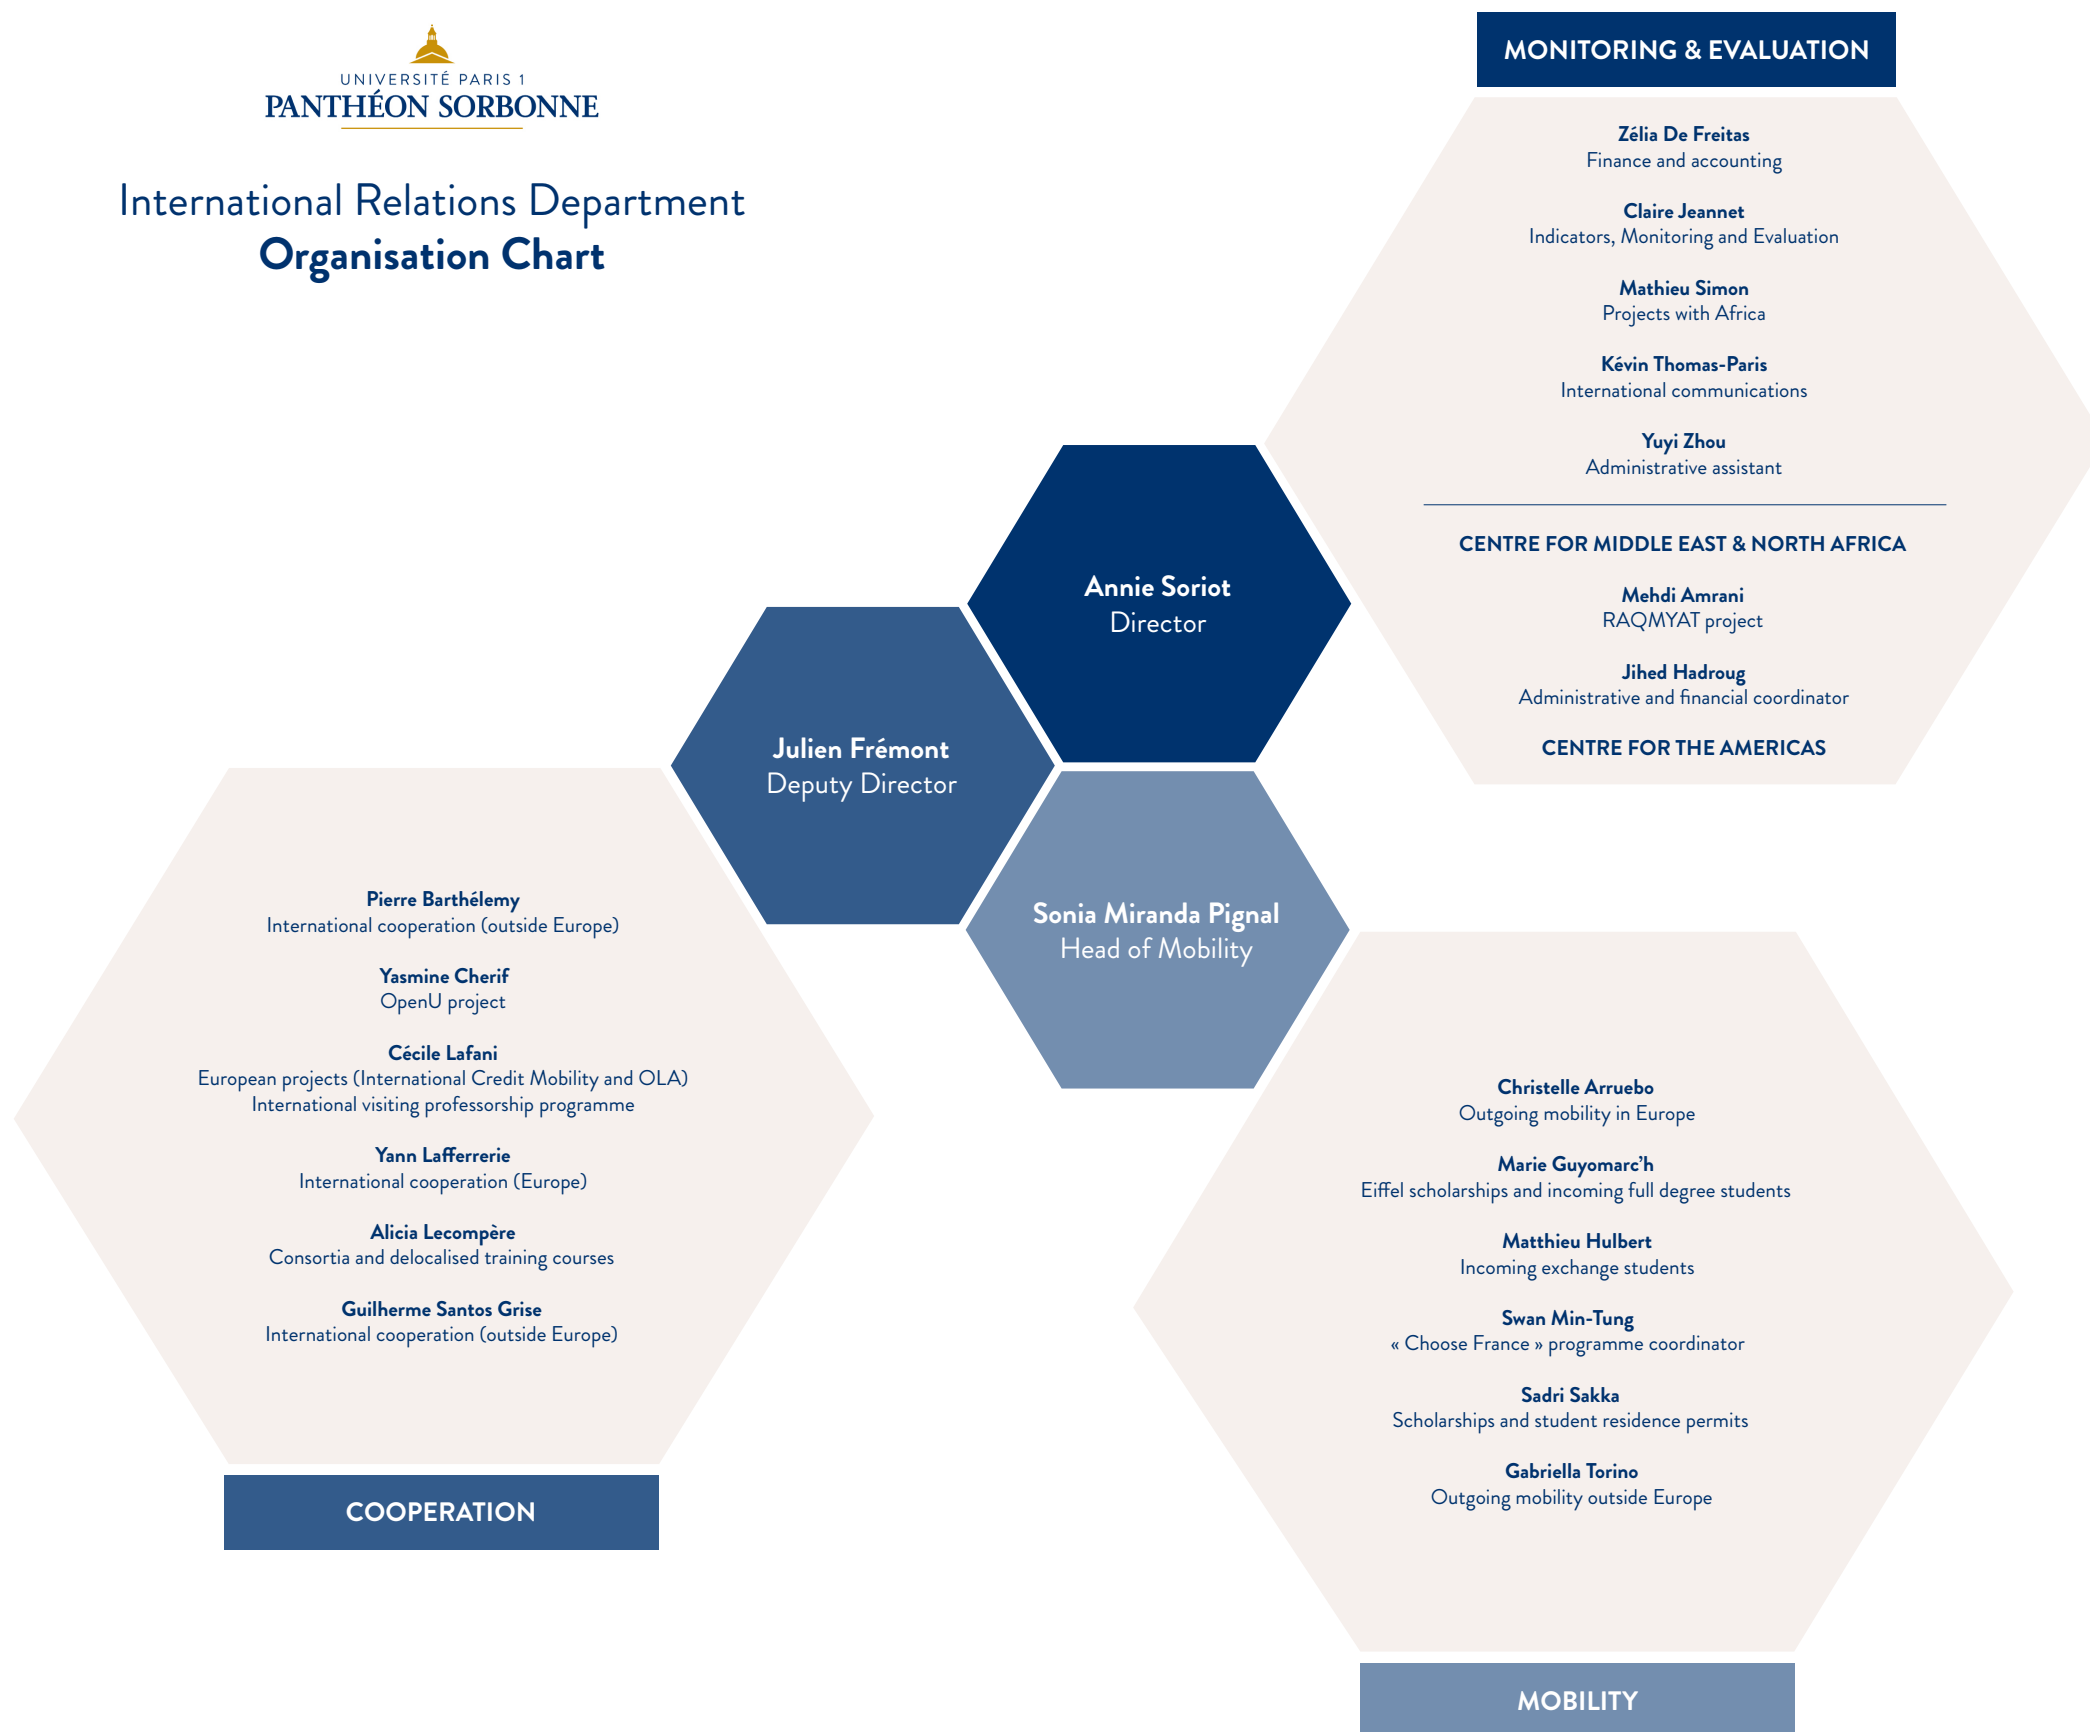 UNIVERSITÉ PARIS 1
PANTHÉON SORBONNE
International Relations Department
Organisation Chart
MONITORING & EVALUATION
Zélia De Freitas
Finance and accounting
Claire Jeannet
Indicators, Monitoring and Evaluation
Mathieu Simon
Projects with Africa
Kévin Thomas-Paris
International communications
Yuyi Zhou
Administrative assistant
CENTRE FOR MIDDLE EAST & NORTH AFRICA
Mehdi Amrani
RAQMYAT project
Jihed Hadroug
Administrative and financial coordinator
CENTRE FOR THE AMERICAS
Annie Soriot
Director
Julien Frémont
Deputy Director
Sonia Miranda Pignal
Head of Mobility
Pierre Barthélemy
International cooperation (outside Europe)
Yasmine Cherif
OpenU project
Cécile Lafani
European projects (International Credit Mobility and OLA)
International visiting professorship programme
Yann Lafferrerie
International cooperation (Europe)
Alicia Lecompère
Consortia and delocalised training courses
Guilherme Santos Grise
International cooperation (outside Europe)
COOPERATION
Christelle Arruebo
Outgoing mobility in Europe
Marie Guyomarc’h
Eiffel scholarships and incoming full degree students
Matthieu Hulbert
Incoming exchange students
Swan Min-Tung
« Choose France » programme coordinator
Sadri Sakka
Scholarships and student residence permits
Gabriella Torino
Outgoing mobility outside Europe
MOBILITY